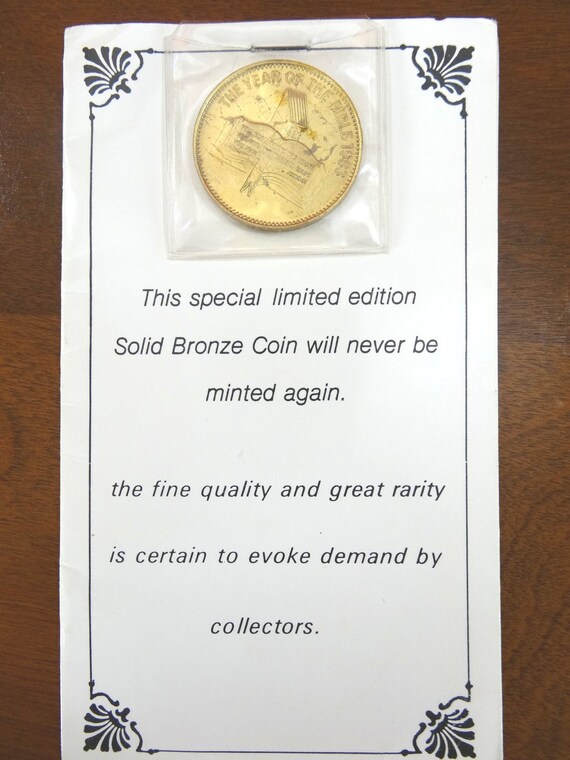 THE YEAR OF THE BIBLE 1983
This special limited edition
Solid Bronze Coin will never be
minted again.
the fine quality and great rarity
is certain to evoke demand by
collectors.